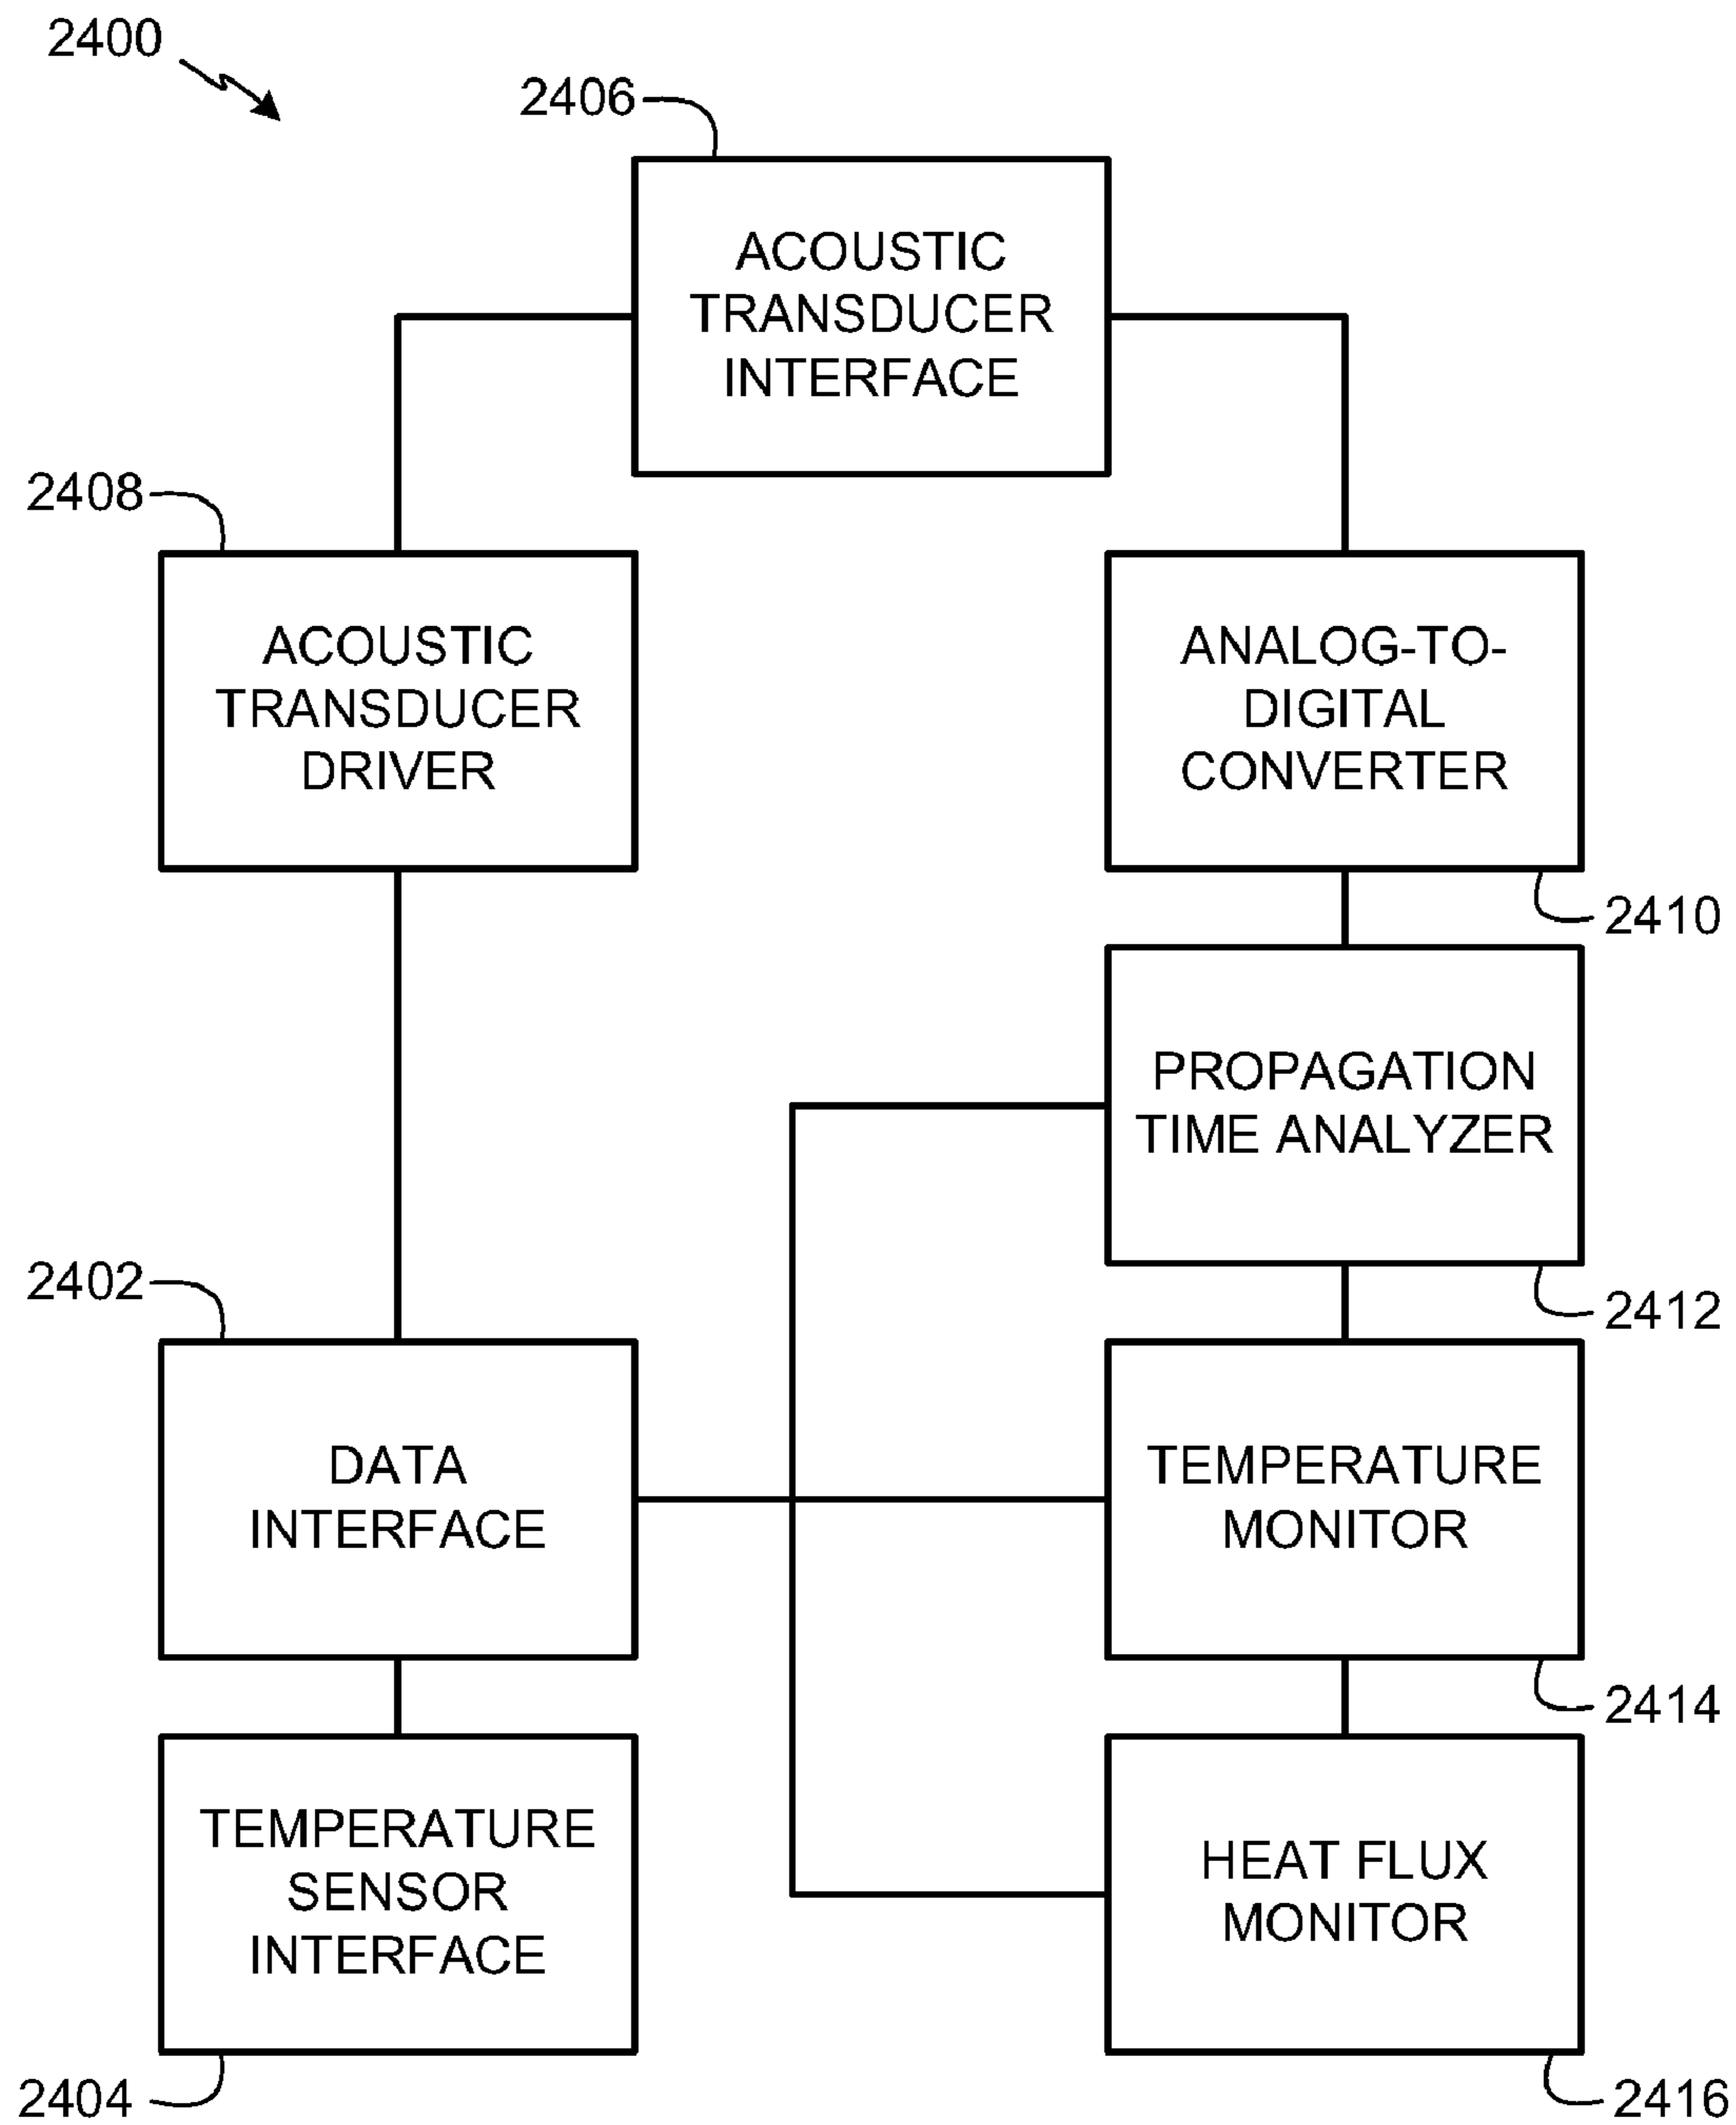 2400
2406
ACOUSTIC
TRANSDUCER
INTERFACE
2408
ACOUSTIC
TRANSDUCER
DRIVER
ANALOG-TO-
DIGITAL
CONVERTER
2410
PROPAGATION
TIME ANALYZER
2412
2402
DATA
INTERFACE
TEMPERATURE
MONITOR
2414
TEMPERATURE
SENSOR
INTERFACE
2404
HEAT FLUX
MONITOR
2416